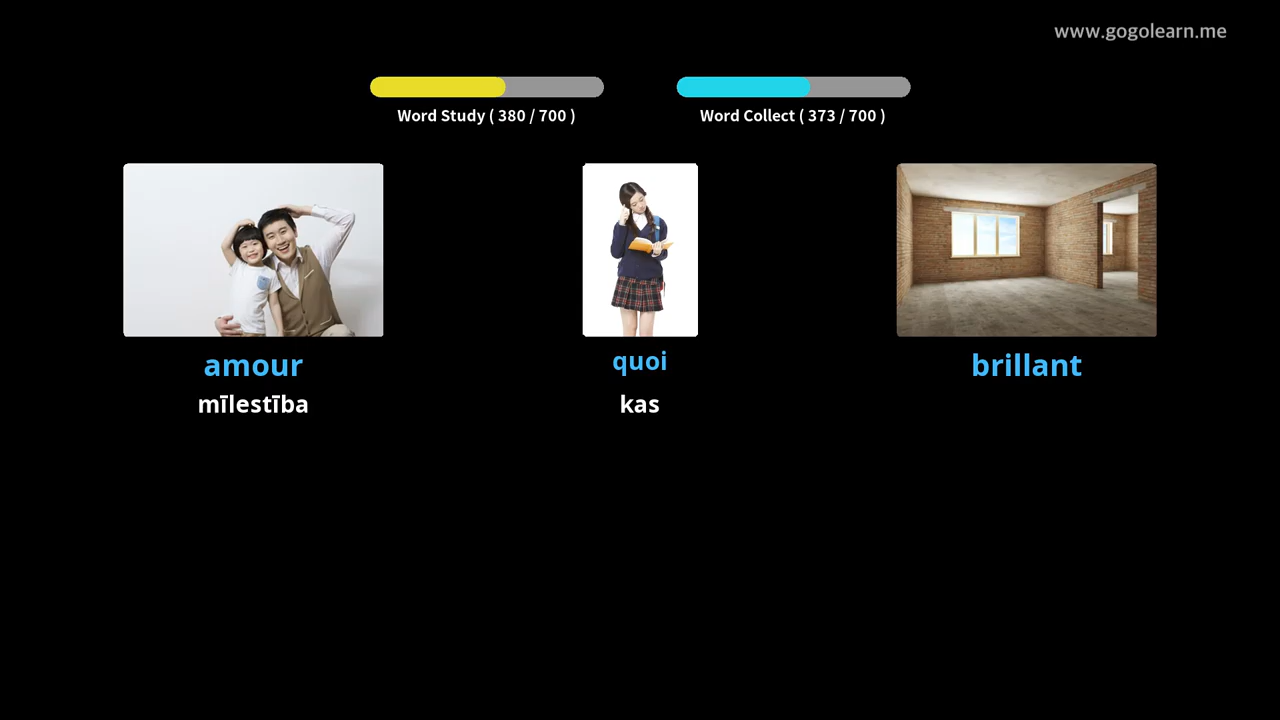 www.gogolearn.me
Word Study ( 380 / 700 )
Word Collect ( 373 / 700 )
amour
mīlestība
quoi
kas
brillant